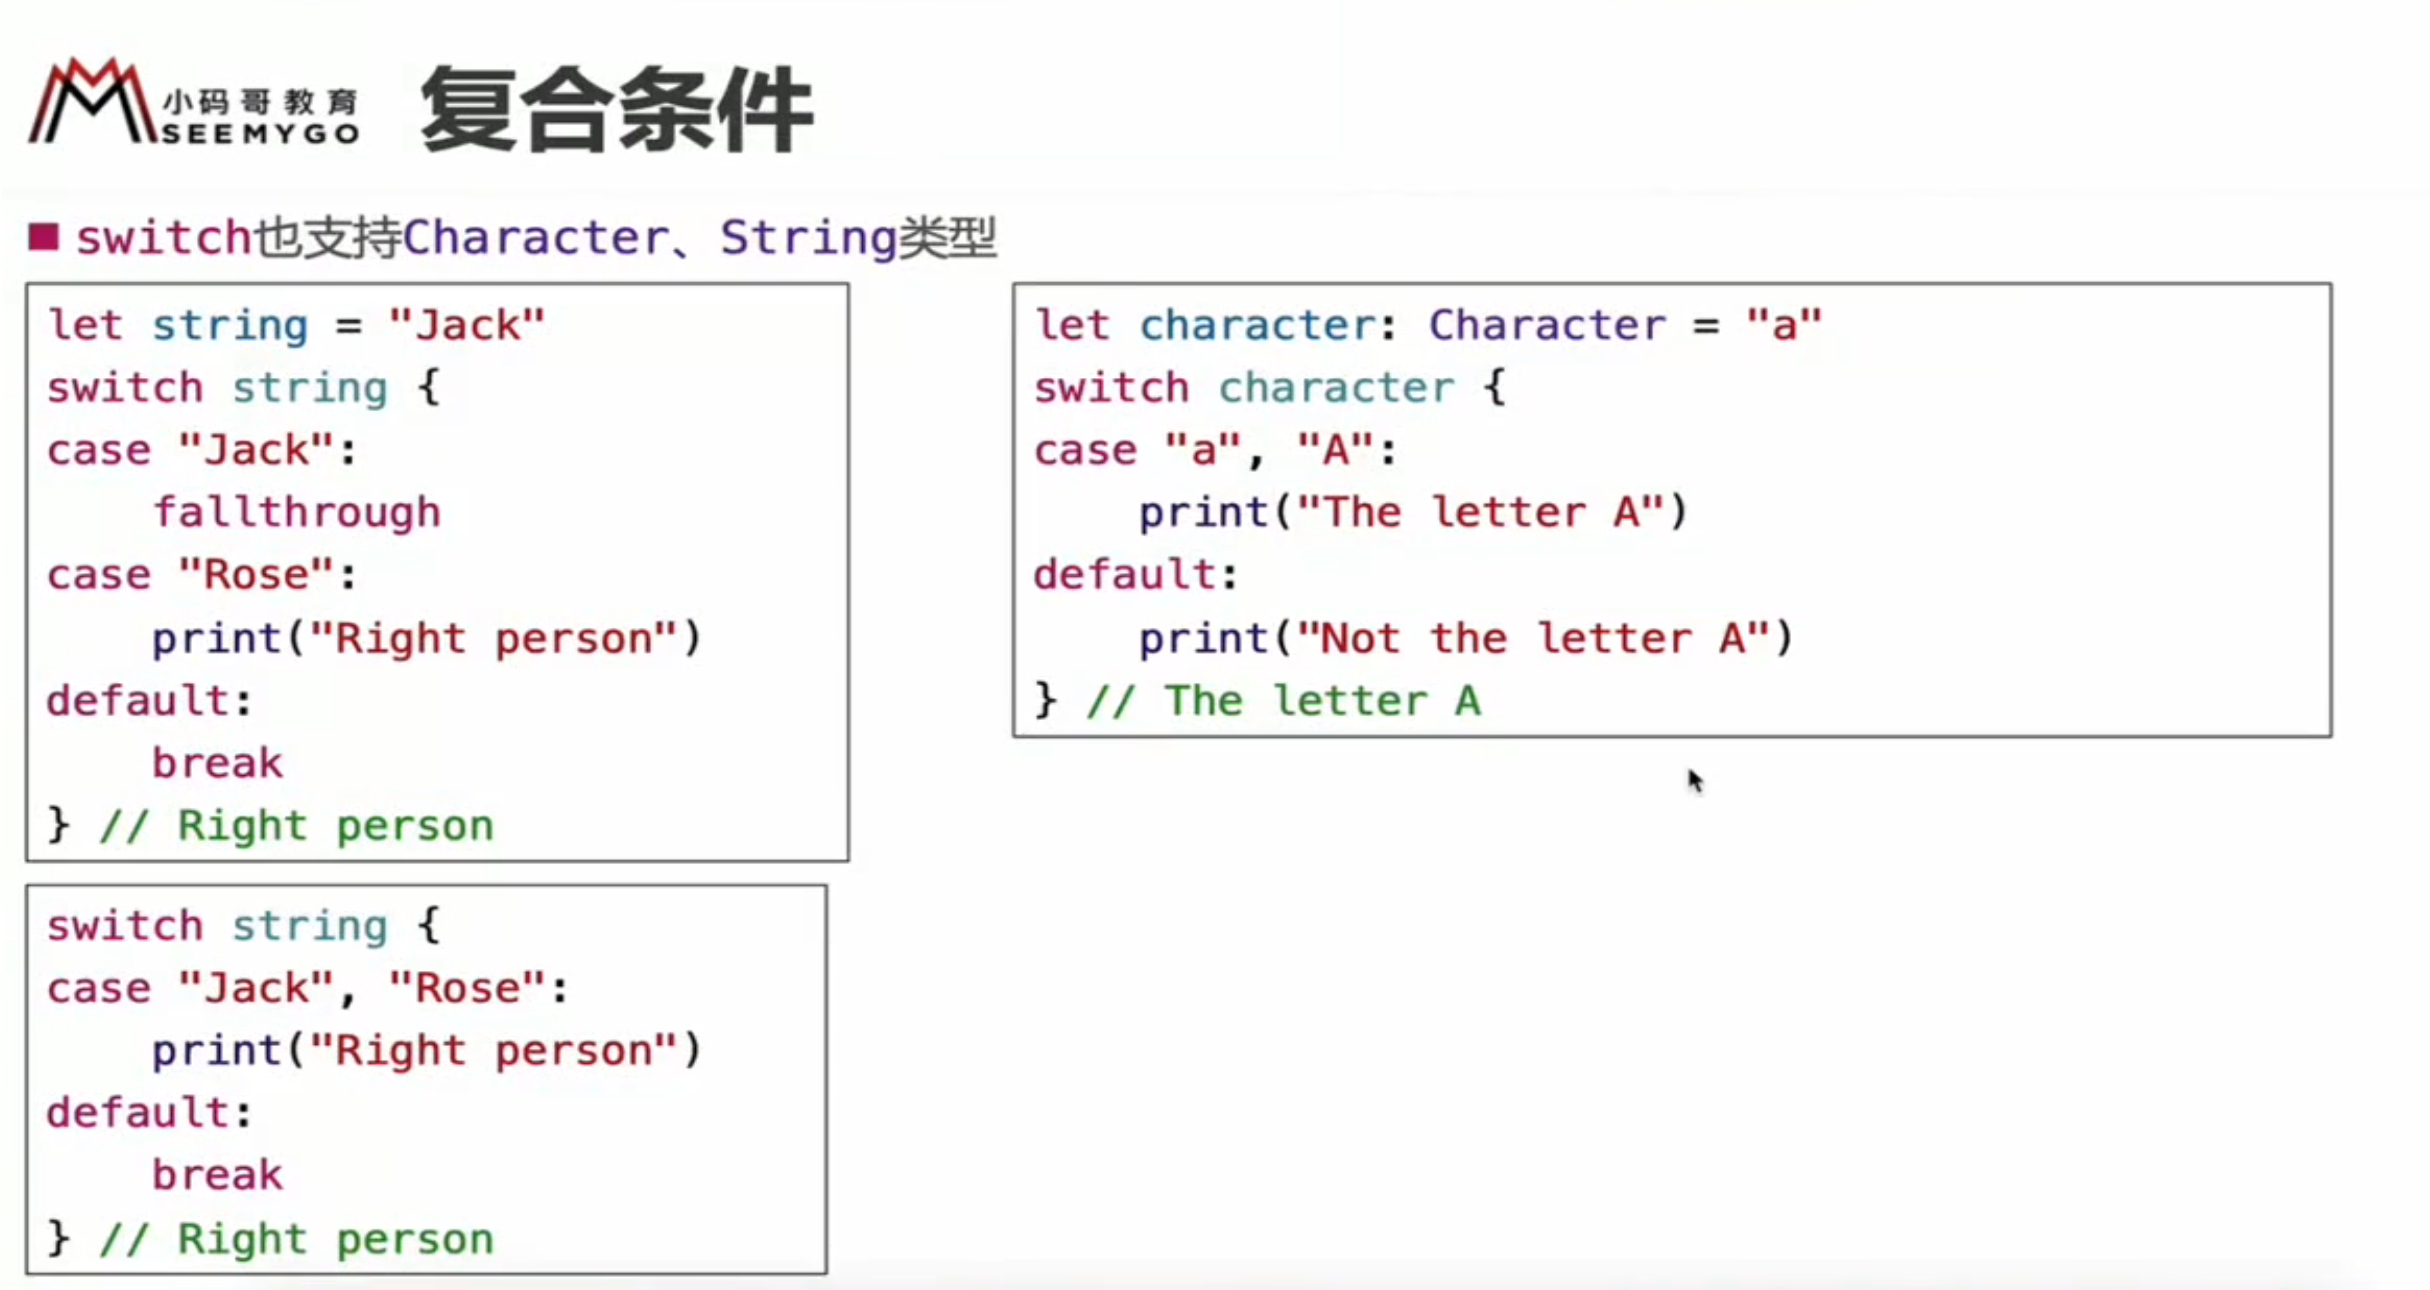 小码哥教育
SEEMYGO
复合条件
switch也支持Character、String类型
let string = "Jack"
switch string {
case "Jack":
    fallthrough
case "Rose":
    print("Right person")
default:
    break
} // Right person
switch string {
case "Jack", "Rose":
    print("Right person")
default:
    break
} // Right person
let character: Character = "a"
switch character {
case "a", "A":
    print("The letter A")
default:
    print("Not the letter A")
} // The letter A